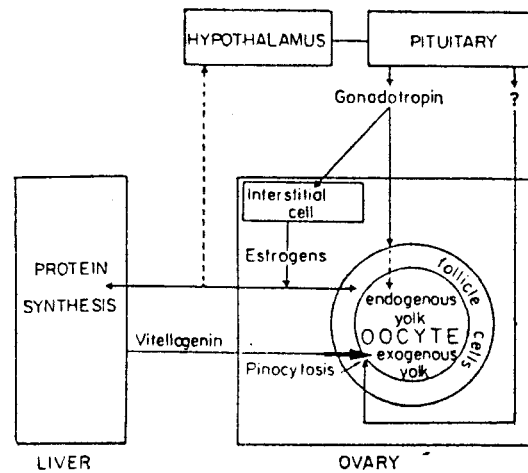 HYPOTHALAMUS
PITUITARY
Gonadotropin
?
Interstitial
cell
Estrogens
PROTEIN
SYNTHESIS
follicle cells
endogenous
yolk
OOCYTE
exogenous
yolk
Vitellogenin
Pinocytosis
LIVER
OVARY